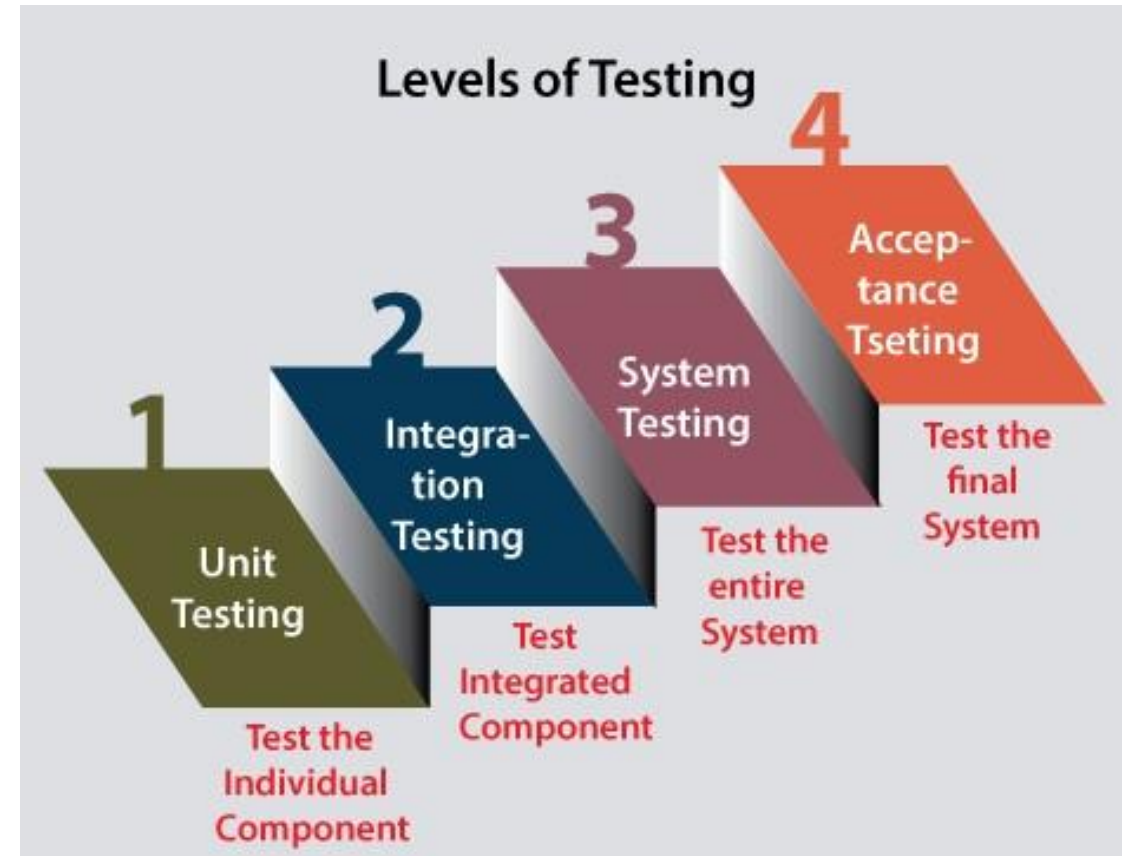 Levels of Testing
1
Unit
Testing
Test the
Individual
Component
2
Integra-
tion
Testing
Test
Integrated
Component
3
System
Testing
Test the
entire
System
4
Accep-
tance
Tseting
Test the
final
System